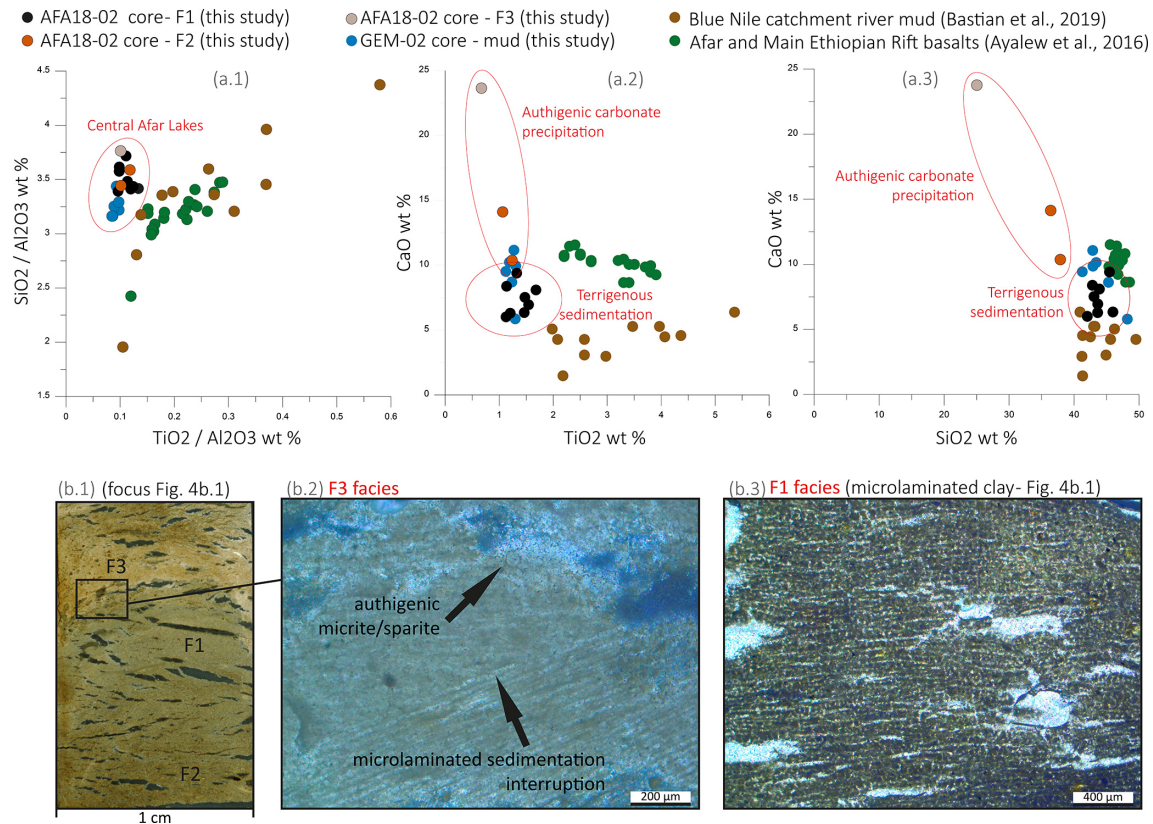 AFA18-02 core- F1 (this study)
AFA18-02 core - F2 (this study)
AFA18-02 core - F3 (this study)
GEM-02 core - mud (this study)
Blue Nile catchment river mud (Bastian et al., 2019)
Afar and Main Ethiopian Rift basalts (Ayalew et al., 2016)
(a.1)
Central Afar Lakes
SiO2 / Al2O3 wt %
4.5
4
3.5
3
2.5
2
1.5
0 0.1 0.2 0.3 0.4 0.5 0.6
TiO2 / Al2O3 wt %
(a.2)
Authigenic carbonate
precipitation
Terrigenous
sedimentation
CaO wt %
25
20
15
10
5
0
0 1 2 3 4 5 6
TiO2 wt %
(a.3)
Authigenic carbonate
precipitation
Terrigenous
sedimentation
CaO wt %
25
20
15
10
5
0
0 10 20 30 40 50
SiO2 wt %
(b.1) (focus Fig. 4b.1)
F3
F1
F2
1 cm
(b.2) F3 facies
authigenic
micrite/sparite
microlaminated sedimentation
interruption
200 µm
(b.3) F1 facies (microlaminated clay- Fig. 4b.1)
400 µm